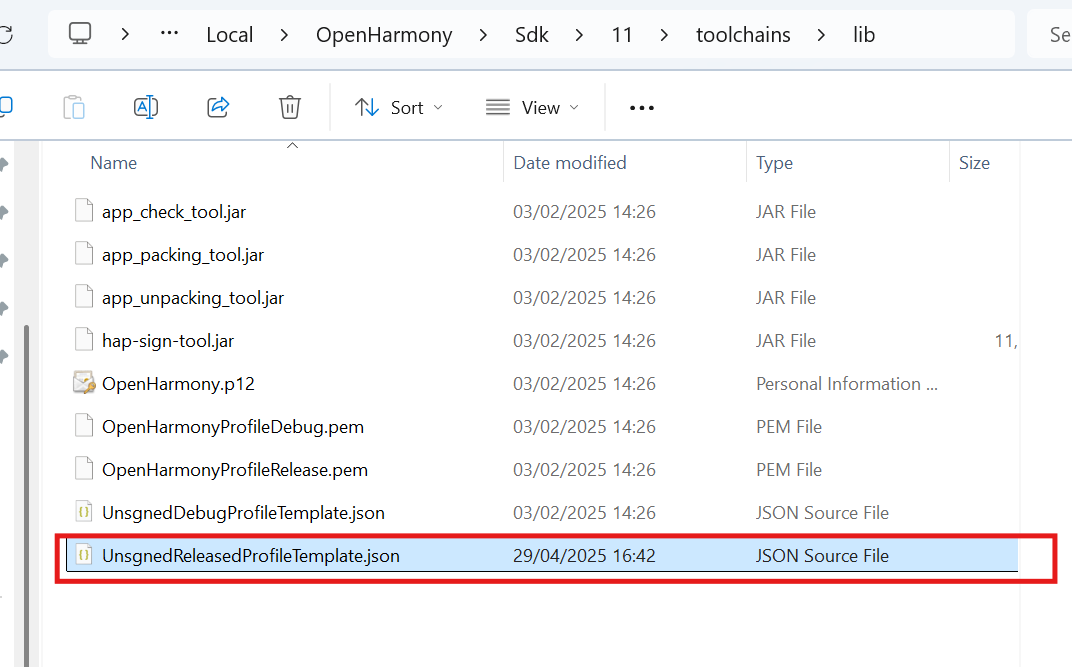 ··· Local > OpenHarmony > Sdk > 11 > toolchains > lib Se
Sort View ···
Name Date modified Type Size
app_check_tool.jar 03/02/2025 14:26 JAR File
app_packing_tool.jar 03/02/2025 14:26 JAR File
app_unpacking_tool.jar 03/02/2025 14:26 JAR File
hap-sign-tool.jar 03/02/2025 14:26 JAR File 11,
OpenHarmony.p12 03/02/2025 14:26 Personal Information ...
OpenHarmonyProfileDebug.pem 03/02/2025 14:26 PEM File
OpenHarmonyProfileRelease.pem 03/02/2025 14:26 PEM File
UnsgnedDebugProfileTemplate.json 03/02/2025 14:26 JSON Source File
UnsgnedReleasedProfileTemplate.json 29/04/2025 16:42 JSON Source File